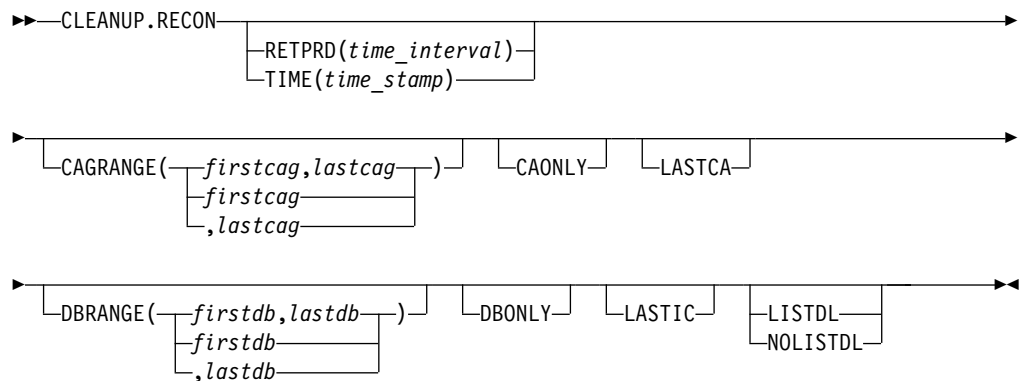 CLEANUP.RECON
RETPRD(time_interval)
TIME(time_stamp)
CAGRANGE( firstcag,lastcag ) CAONLY LASTCA
firstcag
,lastcag
DBRANGE( firstdb,lastdb ) DBONLY LASTIC LISTDL
firstdb NOLISTDL
,lastdb